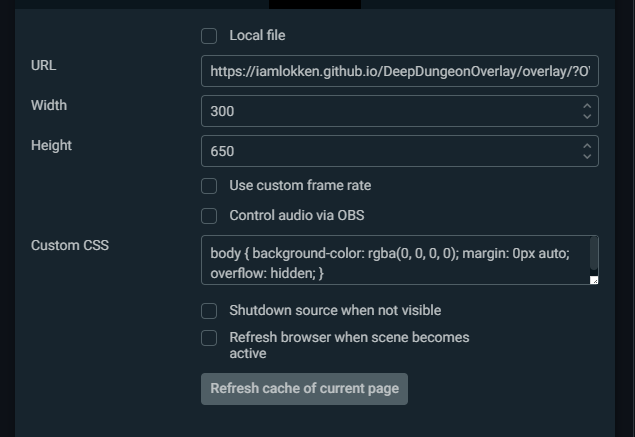 Local file
URL
https://iamlokken.github.io/DeepDungeonOverlay/overlay/?O
Width
300
Height
650
Use custom frame rate
Control audio via OBS
Custom CSS
body { background-color: rgba(0, 0, 0, 0); margin: 0px auto;
overflow: hidden; }
Shutdown source when not visible
Refresh browser when scene becomes
active
Refresh cache of current page